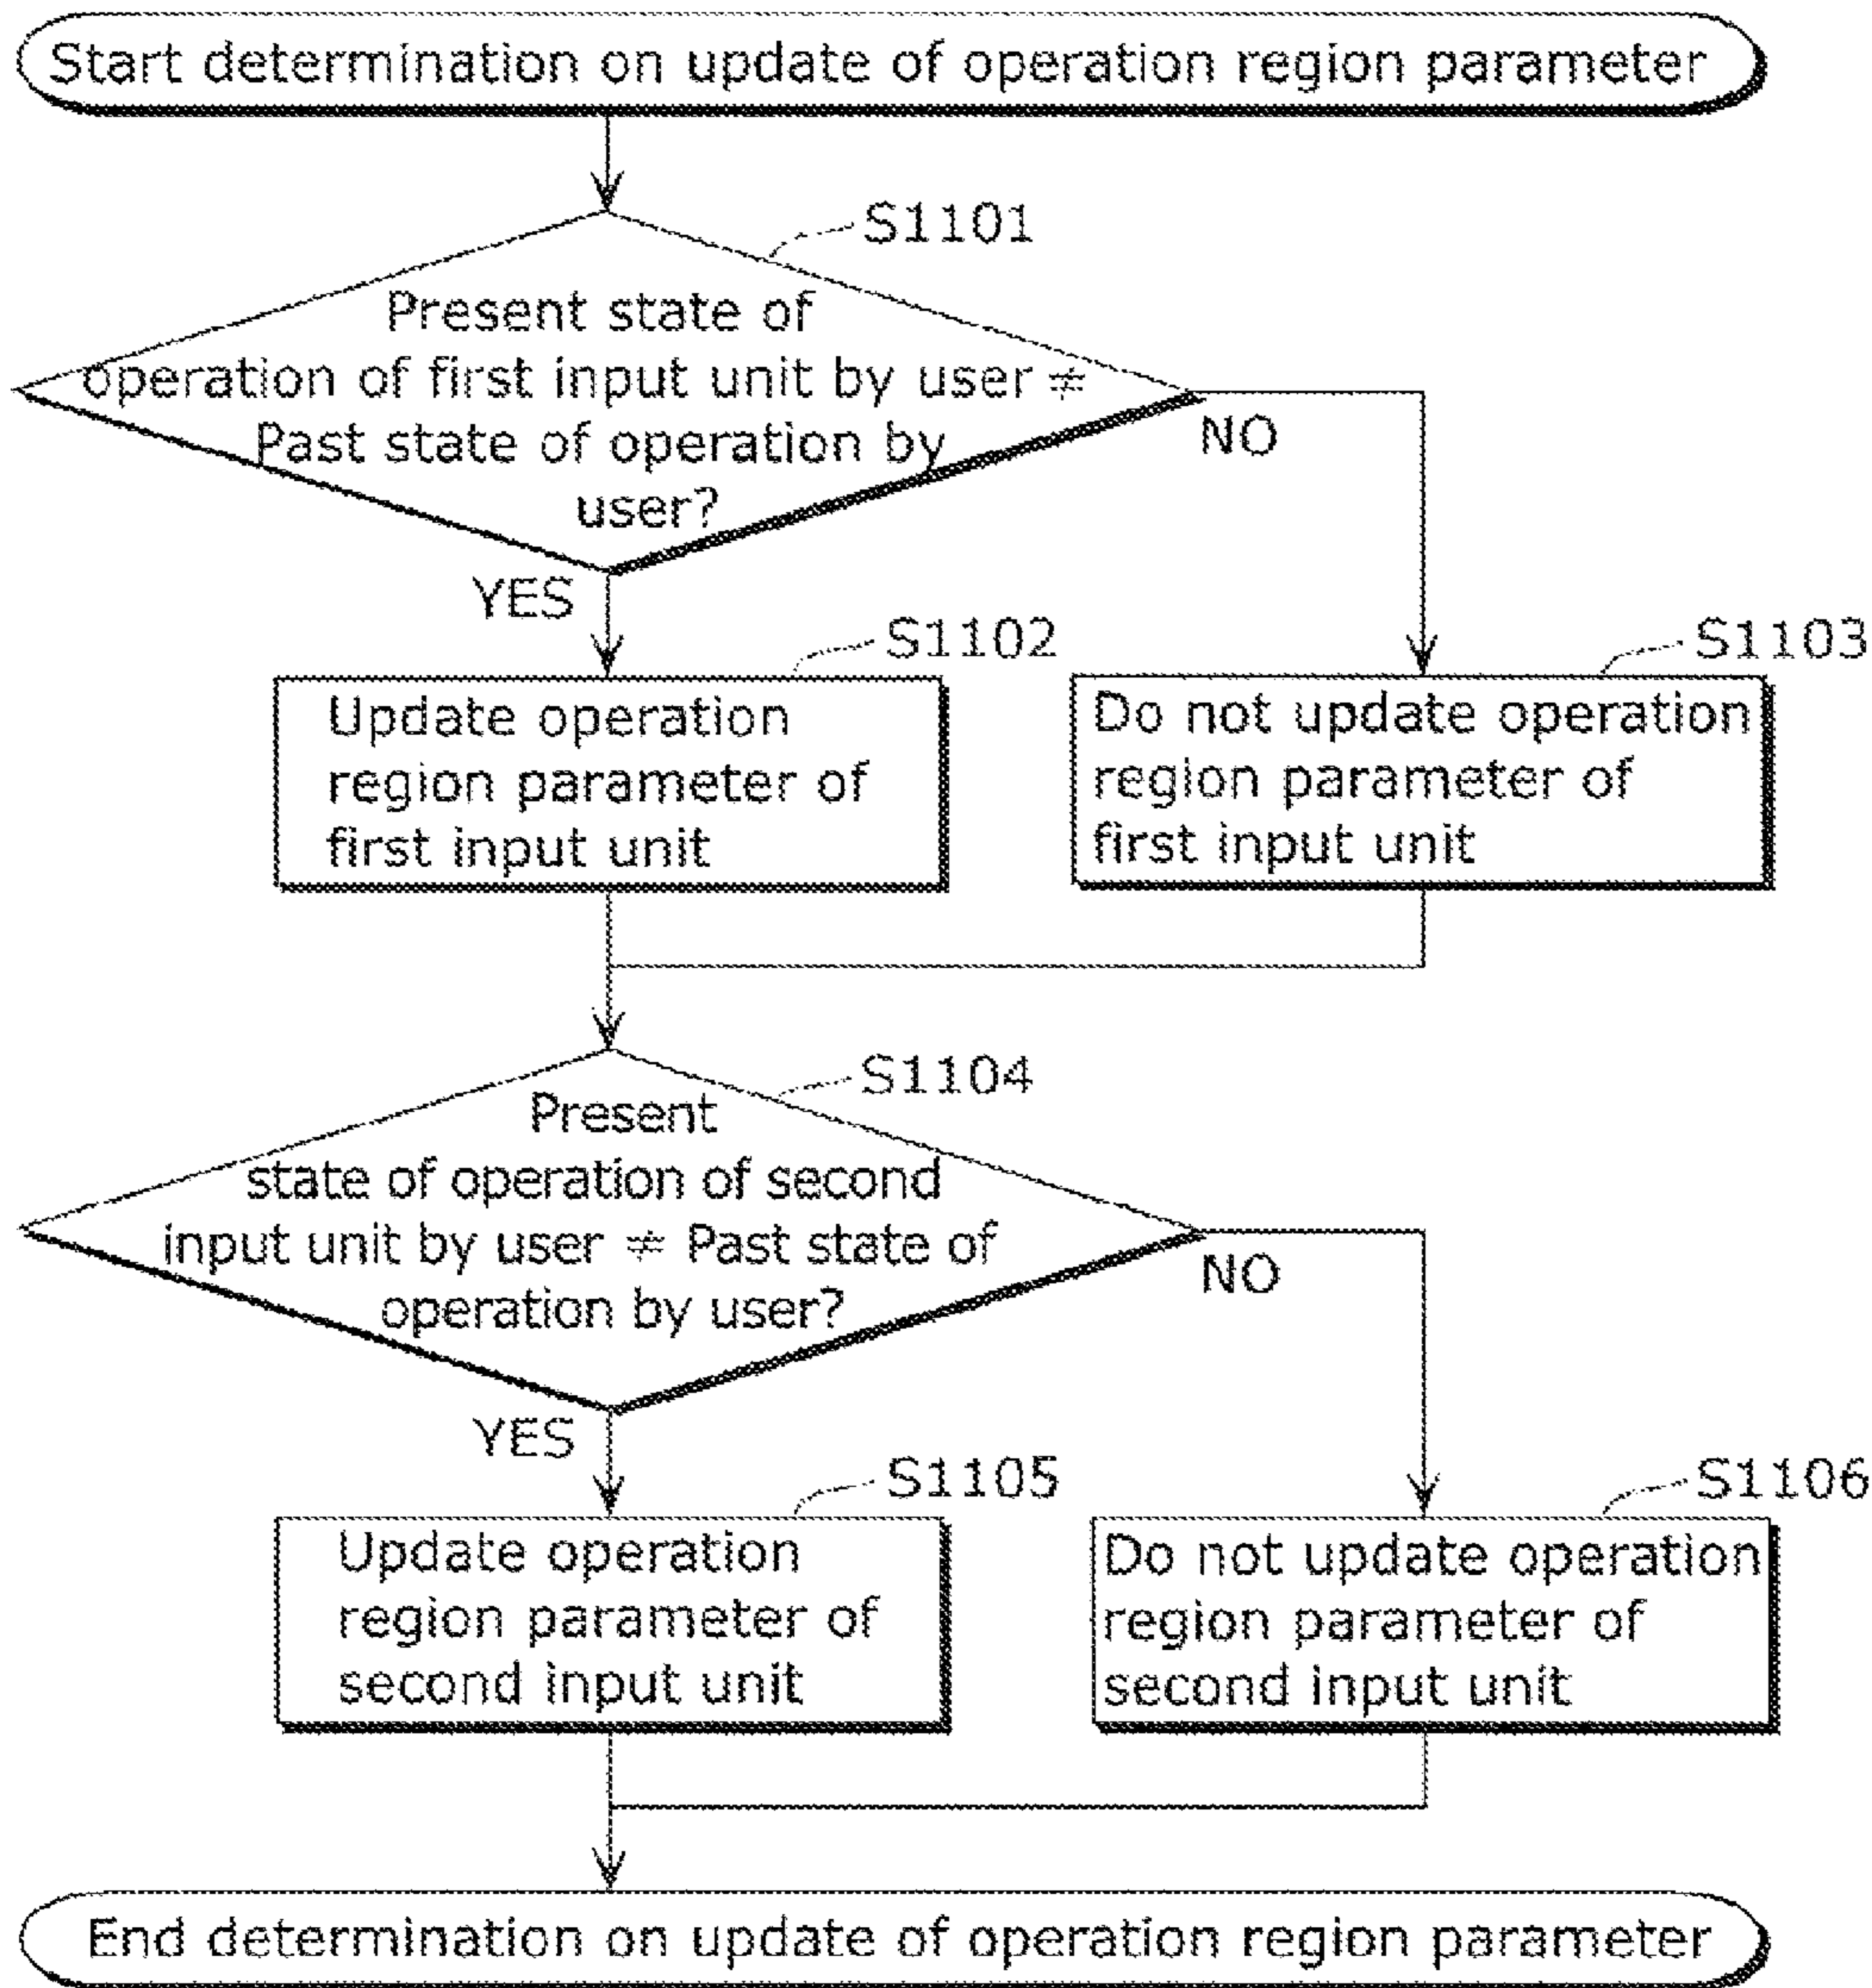 Start determination on update of operation region parameter
S1101
Present state of
operation of first input unit by user ≠
Past state of operation by
user?
NO
YES
S1102
S1103
Update operation
region parameter of
first input unit
Do not update operation
region parameter of
first input unit
S1104
Present
state of operation of second
input unit by user ≠ Past state of
operation by user?
NO
YES
S1105
S1106
Update operation
region parameter of
second input unit
Do not update operation
region parameter of
second input unit
End determination on update of operation region parameter